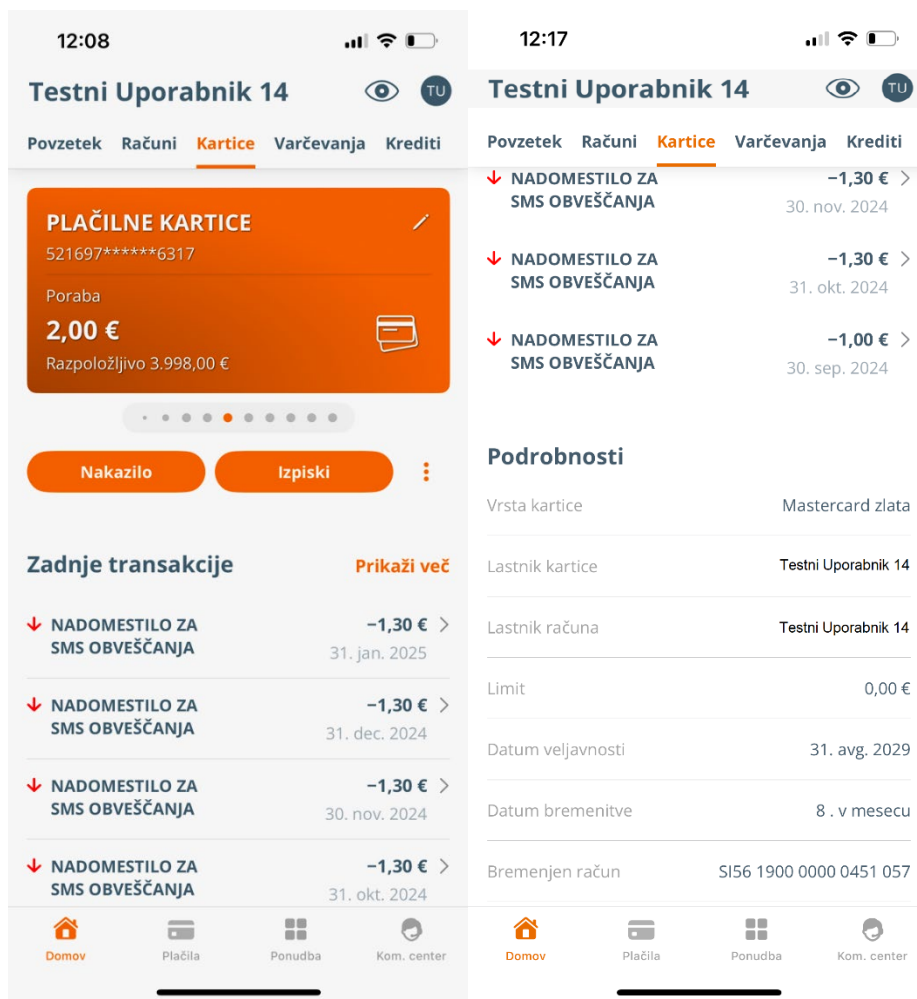 12:08
Testni Uporabnik 14
TU
Povzetek Računi Kartice Varčevanja Krediti
PLAČILNE KARTICE
521697******6317
Poraba
2,00 €
Razpoložljivo 3.998,00 €
Nakazilo Izpiski
Zadnje transakcije Prikaži več
NADOMESTILO ZA −1,30 €
SMS OBVEŠČANJA 31. jan. 2025
NADOMESTILO ZA −1,30 €
SMS OBVEŠČANJA 31. dec. 2024
NADOMESTILO ZA −1,30 €
SMS OBVEŠČANJA 30. nov. 2024
NADOMESTILO ZA −1,30 €
SMS OBVEŠČANJA 31. okt. 2024
Domov Plačila Ponudba Kom. center
12:17
Testni Uporabnik 14
TU
Povzetek Računi Kartice Varčevanja Krediti
NADOMESTILO ZA −1,30 €
SMS OBVEŠČANJA 30. nov. 2024
NADOMESTILO ZA −1,30 €
SMS OBVEŠČANJA 31. okt. 2024
NADOMESTILO ZA −1,00 €
SMS OBVEŠČANJA 30. sep. 2024
Podrobnosti
Vrsta kartice Mastercard zlata
Lastnik kartice Testni Uporabnik 14
Lastnik računa Testni Uporabnik 14
Limit 0,00 €
Datum veljavnosti 31. avg. 2029
Datum bremenitve 8 . v mesecu
Bremenjen račun SI56 1900 0000 0451 057
Domov Plačila Ponudba Kom. center